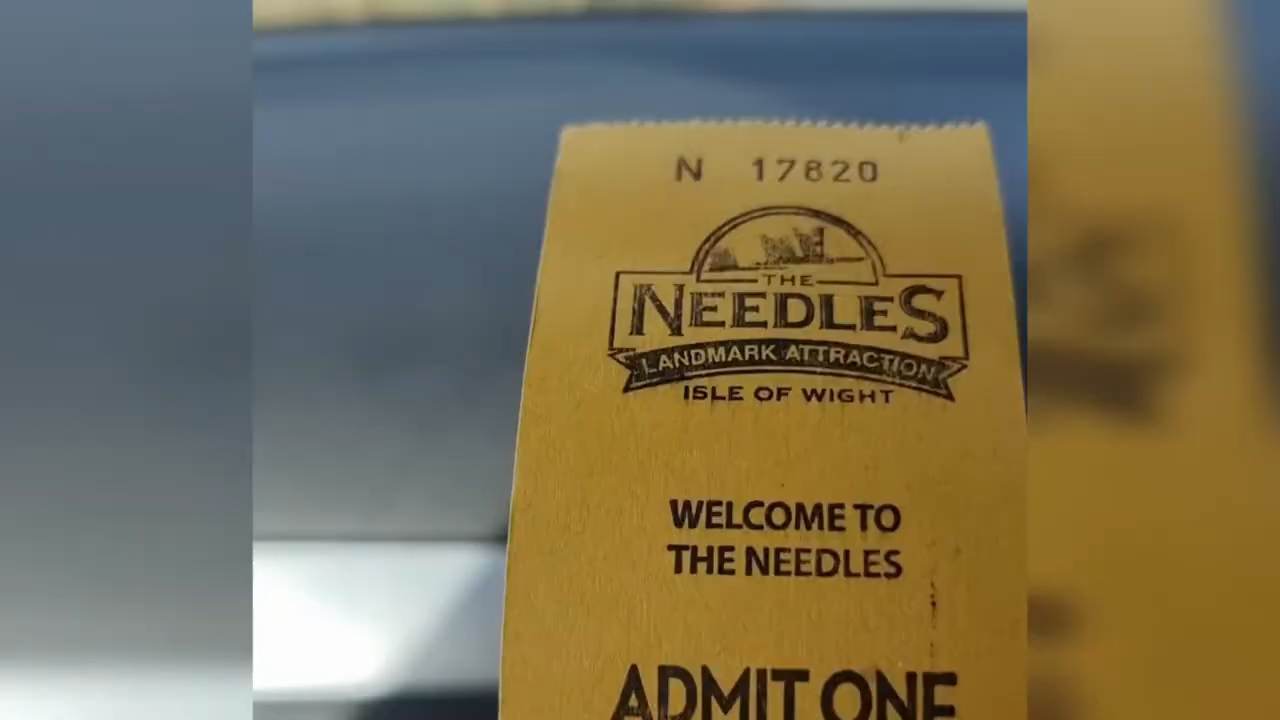 N 17820
THE
NEEDLES
LANDMARK ATTRACTION
ISLE OF WIGHT
WELCOME TO
THE NEEDLES
ADMIT ONE